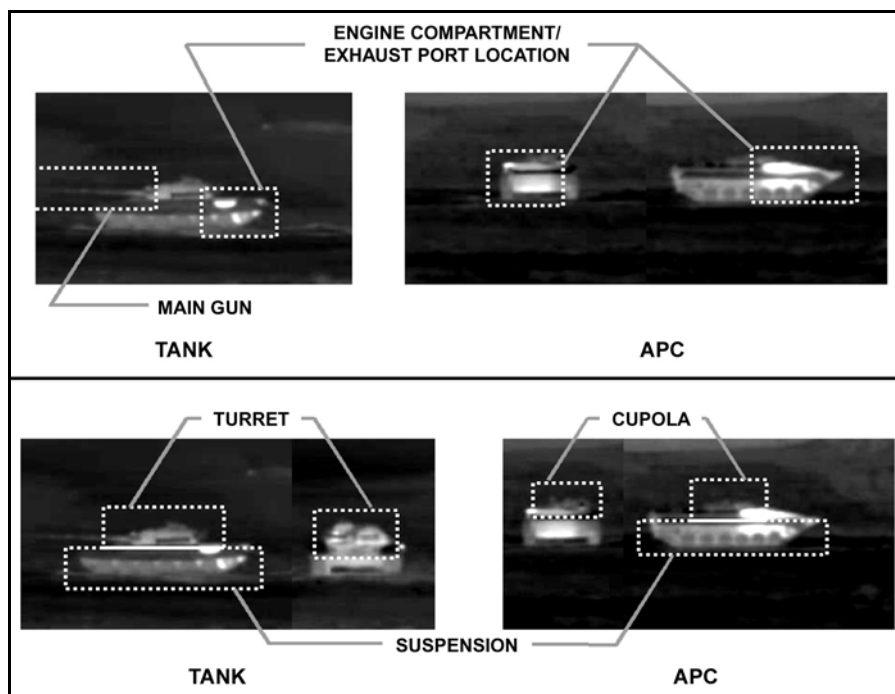 ENGINE COMPARTMENT/
EXHAUST PORT LOCATION
MAIN GUN
TANK
APC
TURRET
CUPOLA
SUSPENSION
TANK
APC